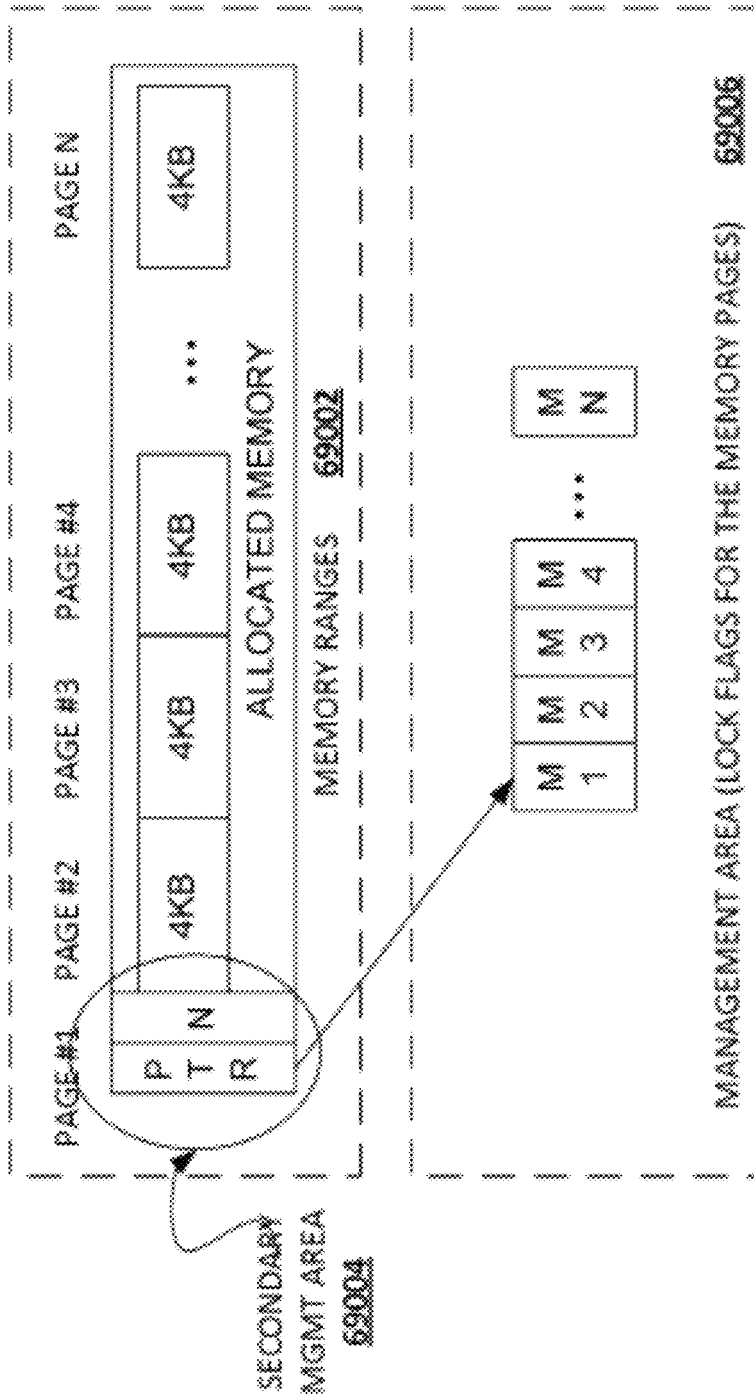 PAGE #1
PAGE #2
PAGE #3
PAGE #4
PAGE N
P
T
R
N
4KB
4KB
4KB
...
4KB
ALLOCATED MEMORY
MEMORY RANGES
69002
SECONDARY
MGMT AREA
69004
M
1
M
2
M
3
M
4
...
M
N
MANAGEMENT AREA (LOCK FLAGS FOR THE MEMORY PAGES)
69006